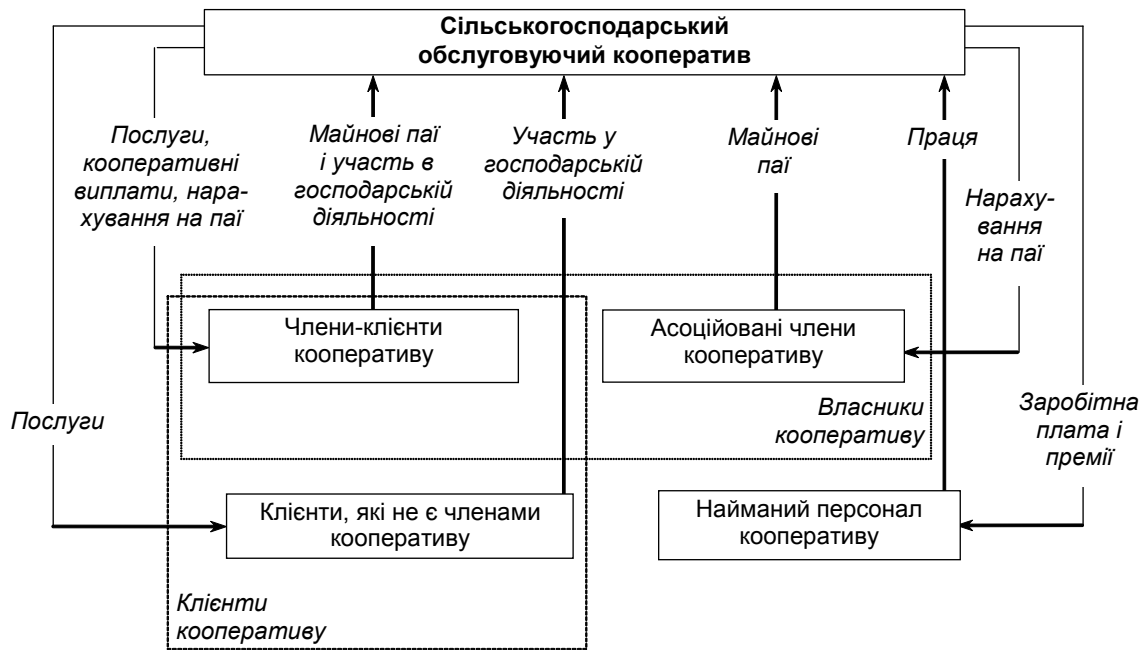 Сільськогосподарський
обслуговуючий кооператив
Послуги,
кооперативні
виплати, нара-
хування на паї
Майнові паї
і участь в
господарській
діяльності
Участь у
господарській
діяльності
Майнові
паї
Праця
Нараху-
вання
на паї
Члени-клієнти
кооперативу
Асоційовані члени
кооперативу
Власники
кооперативу
Послуги
Заробітна
плата і
премії
Клієнти, які не є членами
кооперативу
Найманий персонал
кооперативу
Клієнти
кооперативу